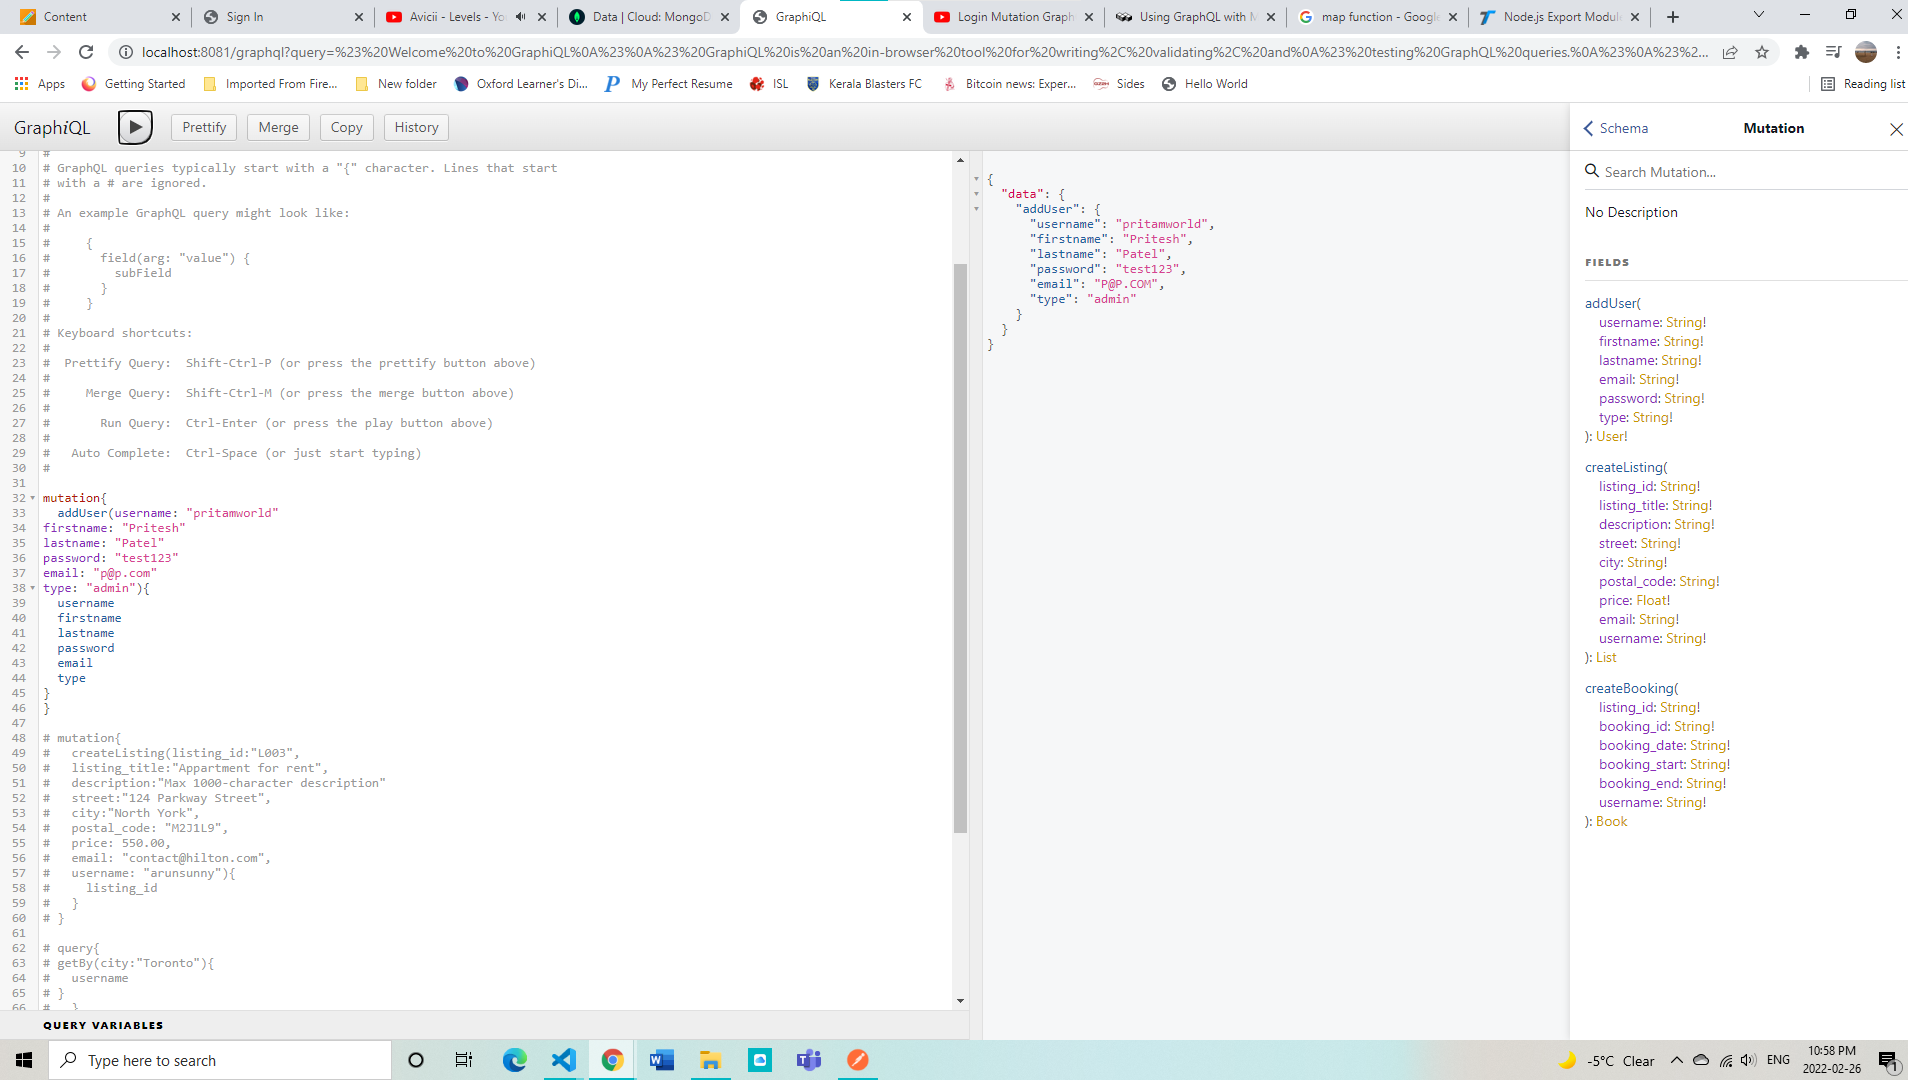 Content
Sign In
Avicii - Levels - Yo
Data | Cloud: MongoD
GraphiQL
Login Mutation Graph
Using GraphQL with M
map function - Google
Node.js Export Module
localhost:8081/graphql?query=%23%20Welcome%20to%20GraphiQL%0A%23%0A%23%20GraphiQL%20is%20an%20in-browser%20tool%20for%20writing%2C%20validating%2C%20and%0A%23%20testing%20GraphQL%20queries.%0A%23%0A%23%2...
Apps
Getting Started
Imported From Fire...
New folder
Oxford Learner's Di...
My Perfect Resume
ISL
Kerala Blasters FC
Bitcoin news: Exper...
Sides
Hello World
Reading list
GraphiQL
Prettify
Merge
Copy
History
9 #
10 # GraphQL queries typically start with a "{" character. Lines that start
11 # with a # are ignored.
12 #
13 # An example GraphQL query might look like:
14 #
15 #     {
16 #       field(arg: "value") {
17 #         subField
18 #       }
19 #     }
20 #
21 # Keyboard shortcuts:
22 #
23 #  Prettify Query:  Shift-Ctrl-P (or press the prettify button above)
24 #
25 #     Merge Query:  Shift-Ctrl-M (or press the merge button above)
26 #
27 #       Run Query:  Ctrl-Enter (or press the play button above)
28 #
29 #   Auto Complete:  Ctrl-Space (or just start typing)
30 #
31
32 mutation{
33   addUser(username: "pritamworld"
34 firstname: "Pritesh"
35 lastname: "Patel"
36 password: "test123"
37 email: "p@p.com"
38 type: "admin"){
39   username
40   firstname
41   lastname
42   password
43   email
44   type
45 }
46 }
47
48 # mutation{
49 #   createListing(listing_id:"L003",
50 #   listing_title:"Appartment for rent",
51 #   description:"Max 1000-character description"
52 #   street:"124 Parkway Street",
53 #   city:"North York",
54 #   postal_code: "M2J1L9",
55 #   price: 550.00,
56 #   email: "contact@hilton.com",
57 #   username: "arunsunny"){
58 #     listing_id
59 #   }
60 # }
61
62 # query{
63 # getBy(city:"Toronto"){
64 #   username
65 # }
66 #   }
QUERY VARIABLES
{
  "data": {
    "addUser": {
      "username": "pritamworld",
      "firstname": "Pritesh",
      "lastname": "Patel",
      "password": "test123",
      "email": "P@P.COM",
      "type": "admin"
    }
  }
}
Schema
Mutation
Search Mutation...
No Description
FIELDS
addUser(
username: String!
firstname: String!
lastname: String!
email: String!
password: String!
type: String!
): User!
createListing(
listing_id: String!
listing_title: String!
description: String!
street: String!
city: String!
postal_code: String!
price: Float!
email: String!
username: String!
): List
createBooking(
listing_id: String!
booking_id: String!
booking_date: String!
booking_start: String!
booking_end: String!
username: String!
): Book
Type here to search
-5°C Clear
ENG
10:58 PM
2022-02-26
1